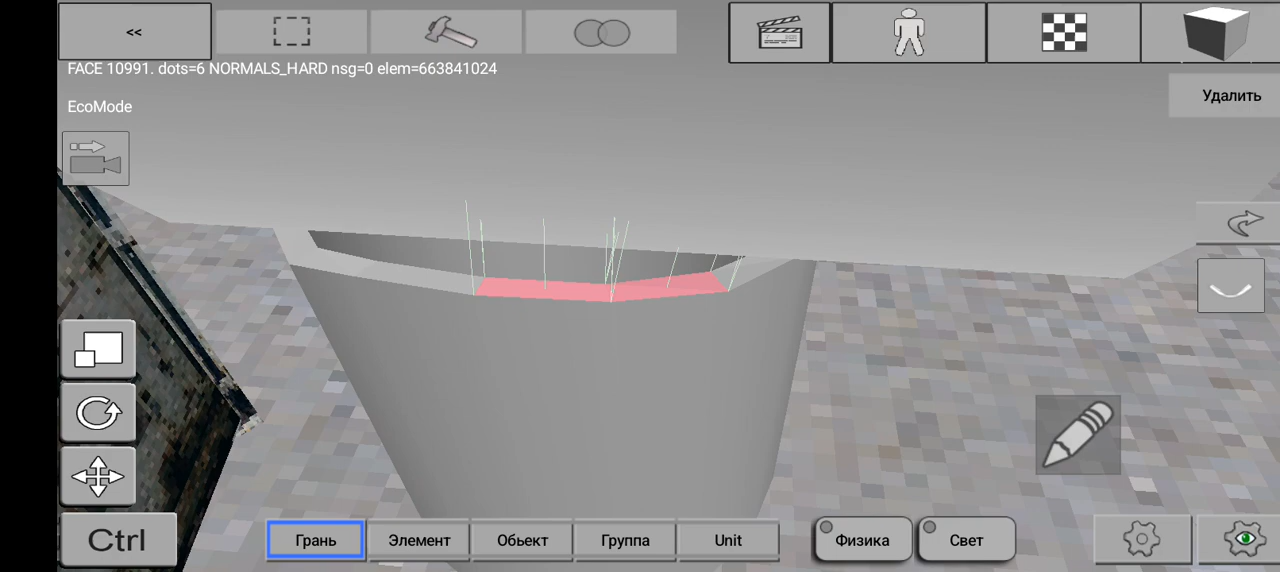 <<
FACE 10991. dots=6 NORMALS_HARD nsg=0 elem=663841024
Удалить
EcoMode
Ctrl
Грань
Элемент
Обьект
Группа
Unit
Физика
Свет